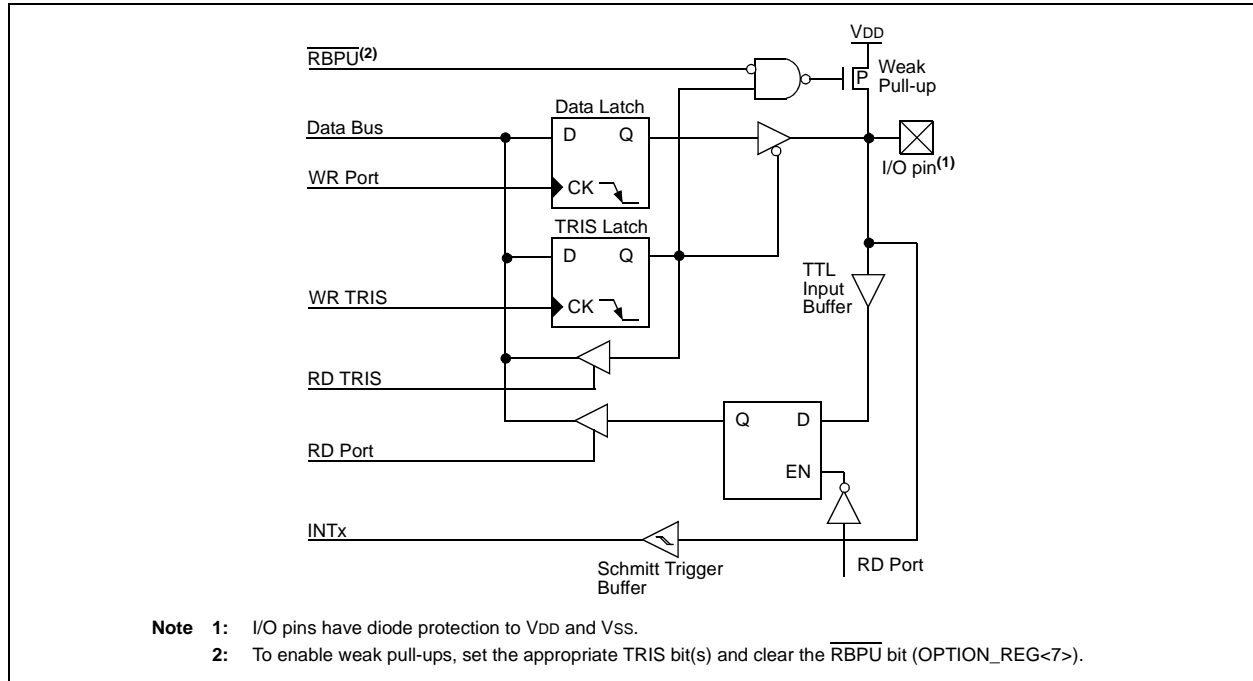 VDD
RBPU(2)
Weak
Pull-up
P
Data Latch
Data Bus
D Q
I/O pin(1)
WR Port
CK
TRIS Latch
D Q
TTL
Input
Buffer
WR TRIS
CK
RD TRIS
Q D
RD Port
EN
INTx
Schmitt Trigger
Buffer
RD Port
Note 1: I/O pins have diode protection to VDD and VSS.
2: To enable weak pull-ups, set the appropriate TRIS bit(s) and clear the RBPU bit (OPTION_REG<7>).